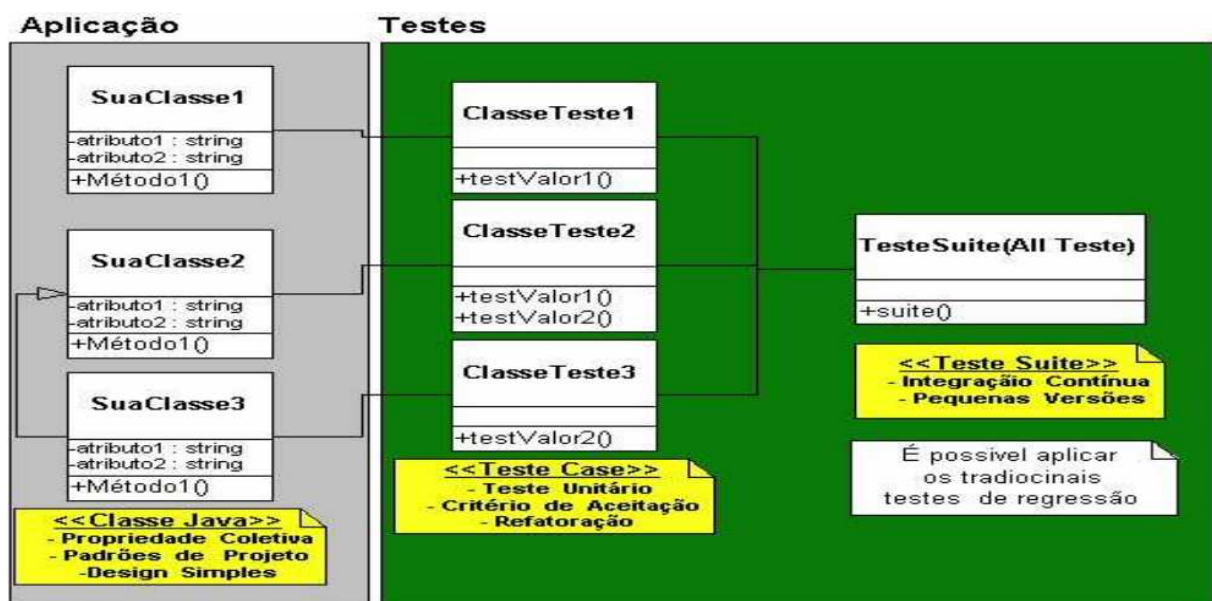 Aplicação
Testes
SuaClasse1
-atributo1 : string
-atributo2 : string
+Método1()
SuaClasse2
-atributo1 : string
-atributo2 : string
+Método1()
SuaClasse3
-atributo1 : string
-atributo2 : string
+Método1()
<<Classe Java>>
- Propriedade Coletiva
- Padrões de Projeto
-Design Simples
ClasseTeste1
+testValor1()
ClasseTeste2
+testValor1()
+testValor2()
ClasseTeste3
+testValor2()
<<Teste Case>>
- Teste Unitário
- Critério de Aceitação
- Refatoração
TesteSuite(All Teste)
+suite()
<<Teste Suite>>
- Integraçãio Contínua
- Pequenas Versões
É possivel aplicar
os tradiocinais
testes de regressão